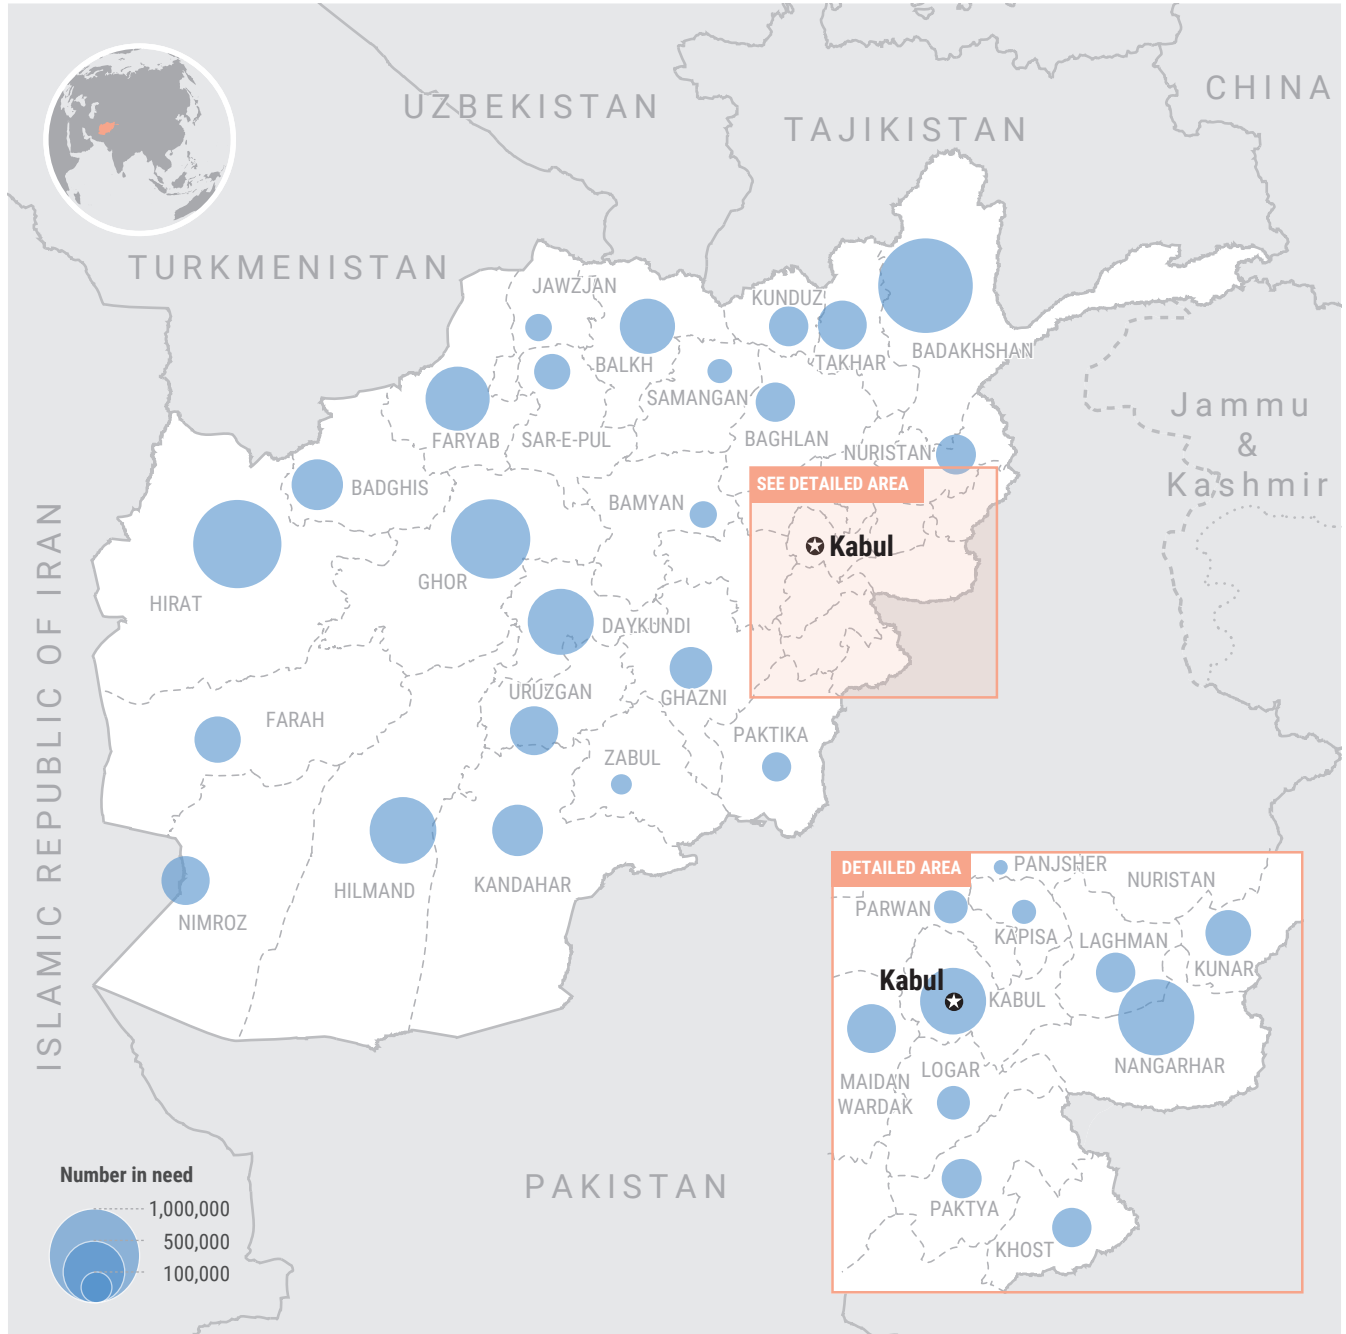 CHINA
UZBEKISTAN
TAJIKISTAN
TURKMENISTAN
JAWZJAN
KUNDUZ
BALKH
TAKHAR
BADAKHSHAN
SAMANGAN
Jammu
&
Kashmir
FARYAB
SAR-E-PUL
BAGHLAN
NURISTAN
BADGHIS
SEE DETAILED AREA
BAMYAN
Kabul
GHOR
HIRAT
DAYKUNDI
URUZGAN
GHAZNI
FARAH
PAKTIKA
ZABUL
ISLAMIC REPUBLIC OF IRAN
HILMAND
KANDAHAR
NIMROZ
DETAILED AREA
PANJSHER
NURISTAN
PARWAN
KAPISA
LAGHMAN
KUNAR
Kabul
KABUL
NANGARHAR
LOGAR
MAIDAN
WARDAK
PAKTYA
KHOST
PAKISTAN
Number in need
1,000,000
500,000
100,000